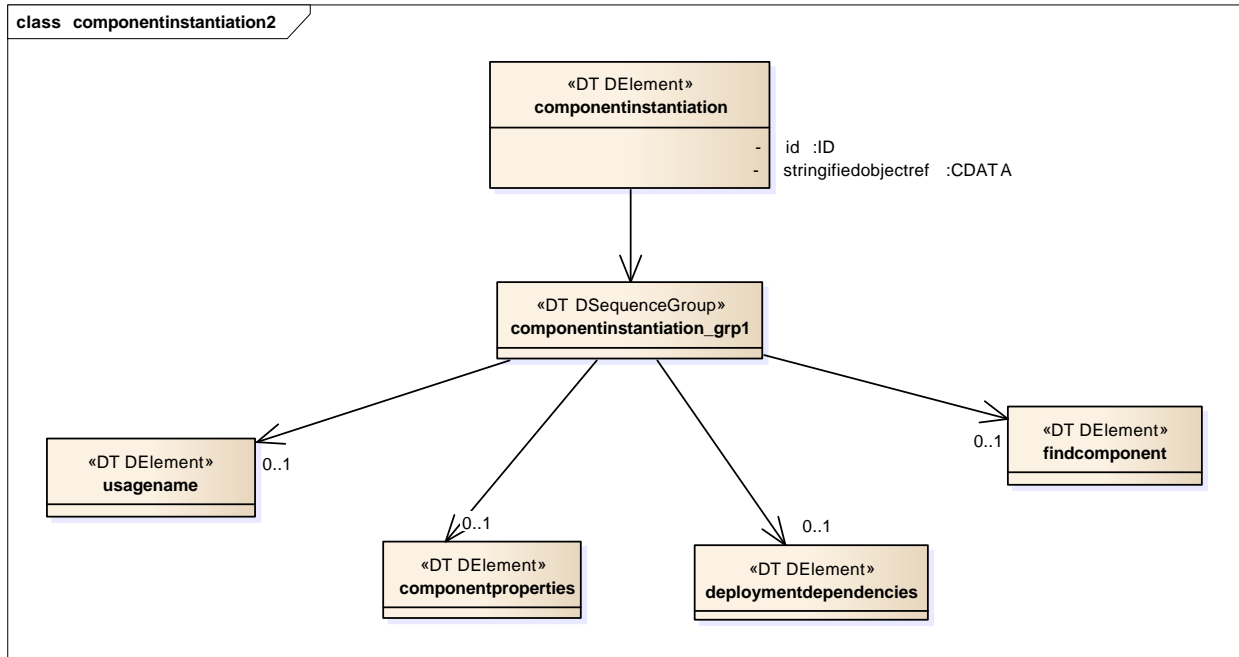 class componentinstantiation2
«DT DElement»
componentinstantiation
- id :ID
- stringifiedobjectref :CDATA
«DT DSequenceGroup»
componentinstantiation_grp1
«DT DElement»
usagename
0..1
0..1
«DT DElement»
componentproperties
0..1
«DT DElement»
deploymentdependencies
0..1
«DT DElement»
findcomponent